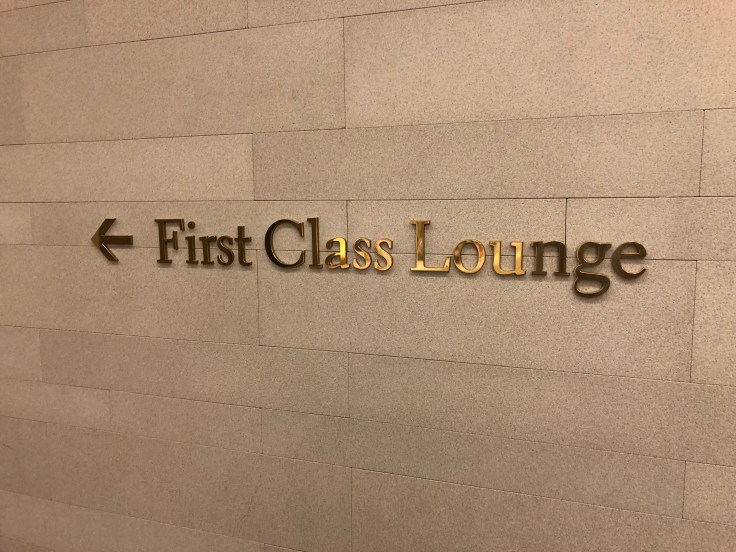 ← First Class Lounge